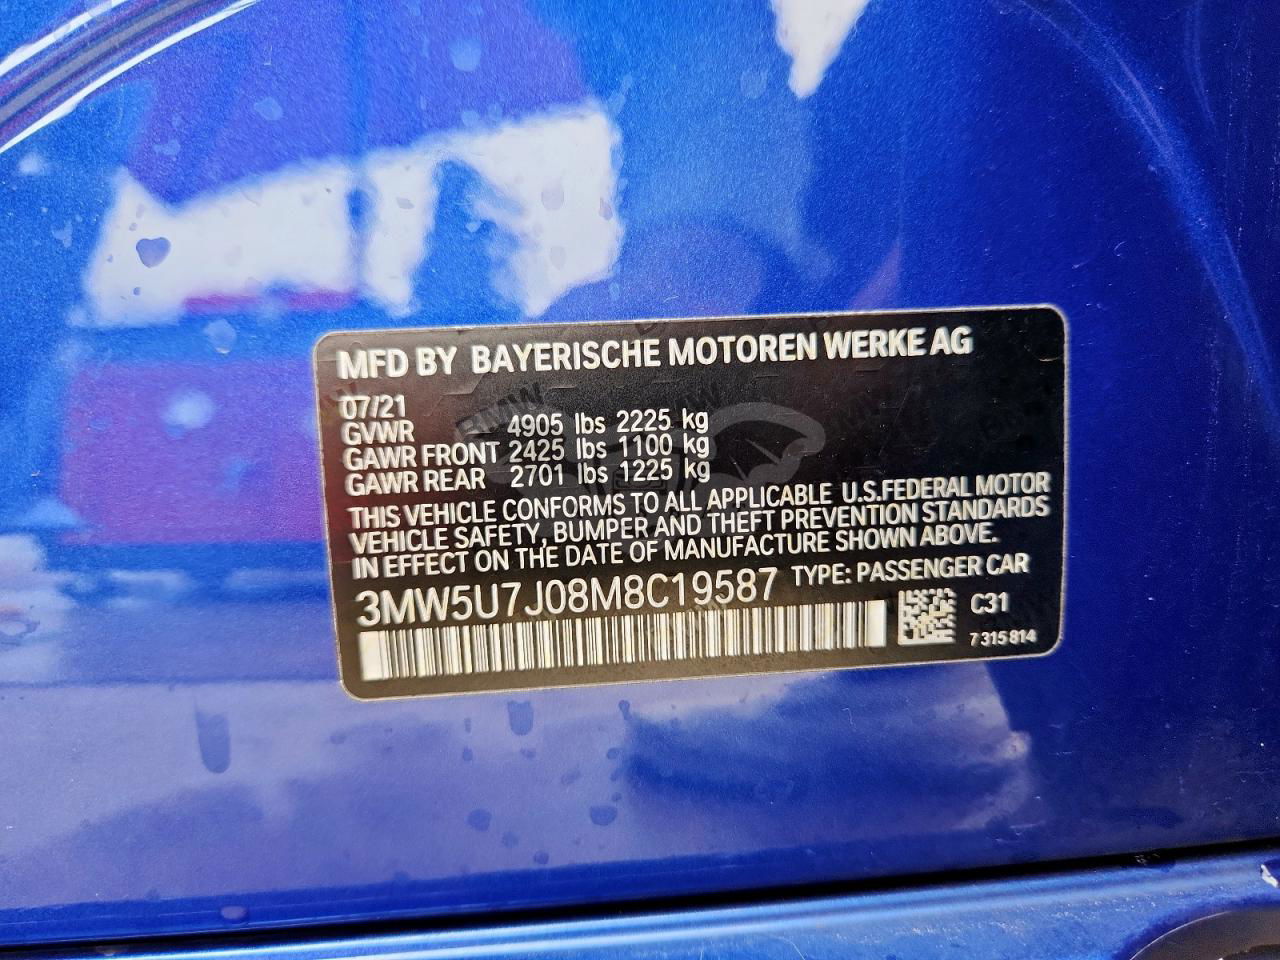 MFD BY BAYERISCHE MOTOREN WERKE AG
07/21
GVWR 4905 lbs 2225 kg
GAWR FRONT 2425 lbs 1100 kg
GAWR REAR 2701 lbs 1225 kg
THIS VEHICLE CONFORMS TO ALL APPLICABLE U.S.FEDERAL MOTOR
VEHICLE SAFETY, BUMPER AND THEFT PREVENTION STANDARDS
IN EFFECT ON THE DATE OF MANUFACTURE SHOWN ABOVE.
3MW5U7J08M8C19587 TYPE: PASSENGER CAR
C31
7 315 814